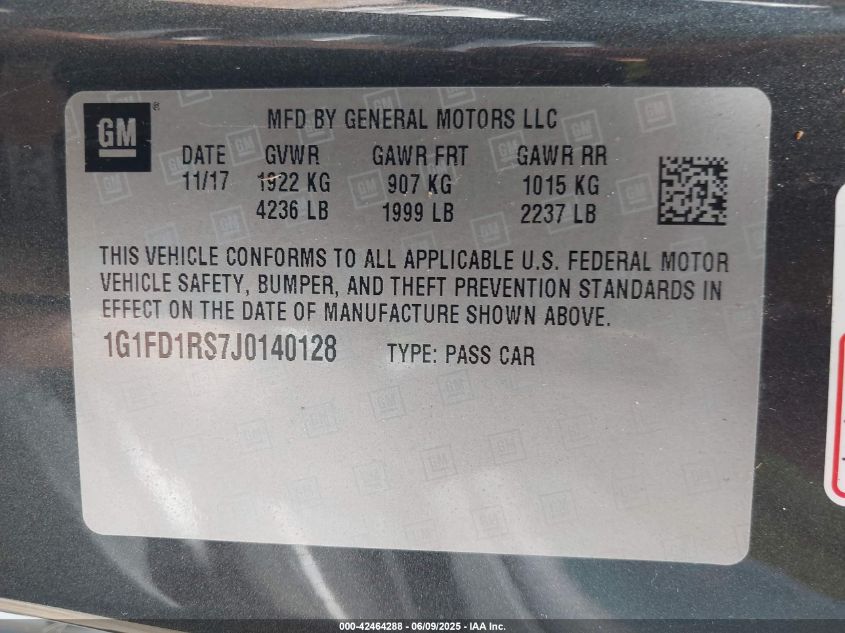 GM ®
MFD BY GENERAL MOTORS LLC
DATE GVWR GAWR FRT GAWR RR
11/17 1922 KG 907 KG 1015 KG
4236 LB 1999 LB 2237 LB
THIS VEHICLE CONFORMS TO ALL APPLICABLE U.S. FEDERAL MOTOR
VEHICLE SAFETY, BUMPER, AND THEFT PREVENTION STANDARDS IN
EFFECT ON THE DATE OF MANUFACTURE SHOWN ABOVE.
1G1FD1RS7J0140128 TYPE: PASS CAR
000-42464288 - 06/09/2025 - IAA Inc.